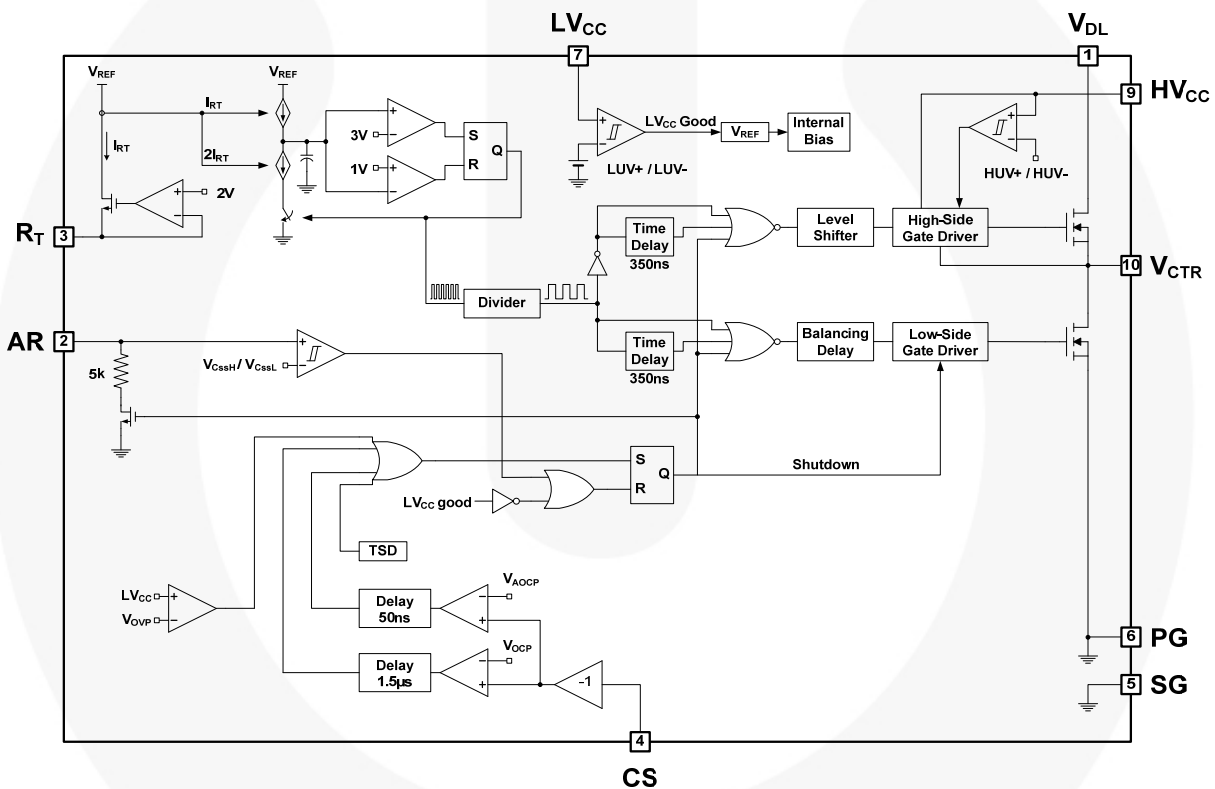 LVCC
VDL
7
1
VREF
VREF
9
HVCC
IRT
3V
S
R
Q
LVCC Good
VREF
Internal
Bias
IRT
2IRT
1V
LUV+ / LUV-
HUV+ / HUV-
2V
RT
3
Time
Delay
350ns
Level
Shifter
High-Side
Gate Driver
10
VCTR
Divider
AR
2
Time
Delay
350ns
Balancing
Delay
Low-Side
Gate Driver
5k
VCssH / VCssL
S
R
Q
Shutdown
LVCC good
TSD
LVCC
VOVP
Delay
50ns
VAOCP
Delay
1.5µs
VOCP
-1
6
PG
5
SG
4
CS
+
-
+
-
+
-
+
-
+
-
+
-
+
-
+
-
+
-
+
-